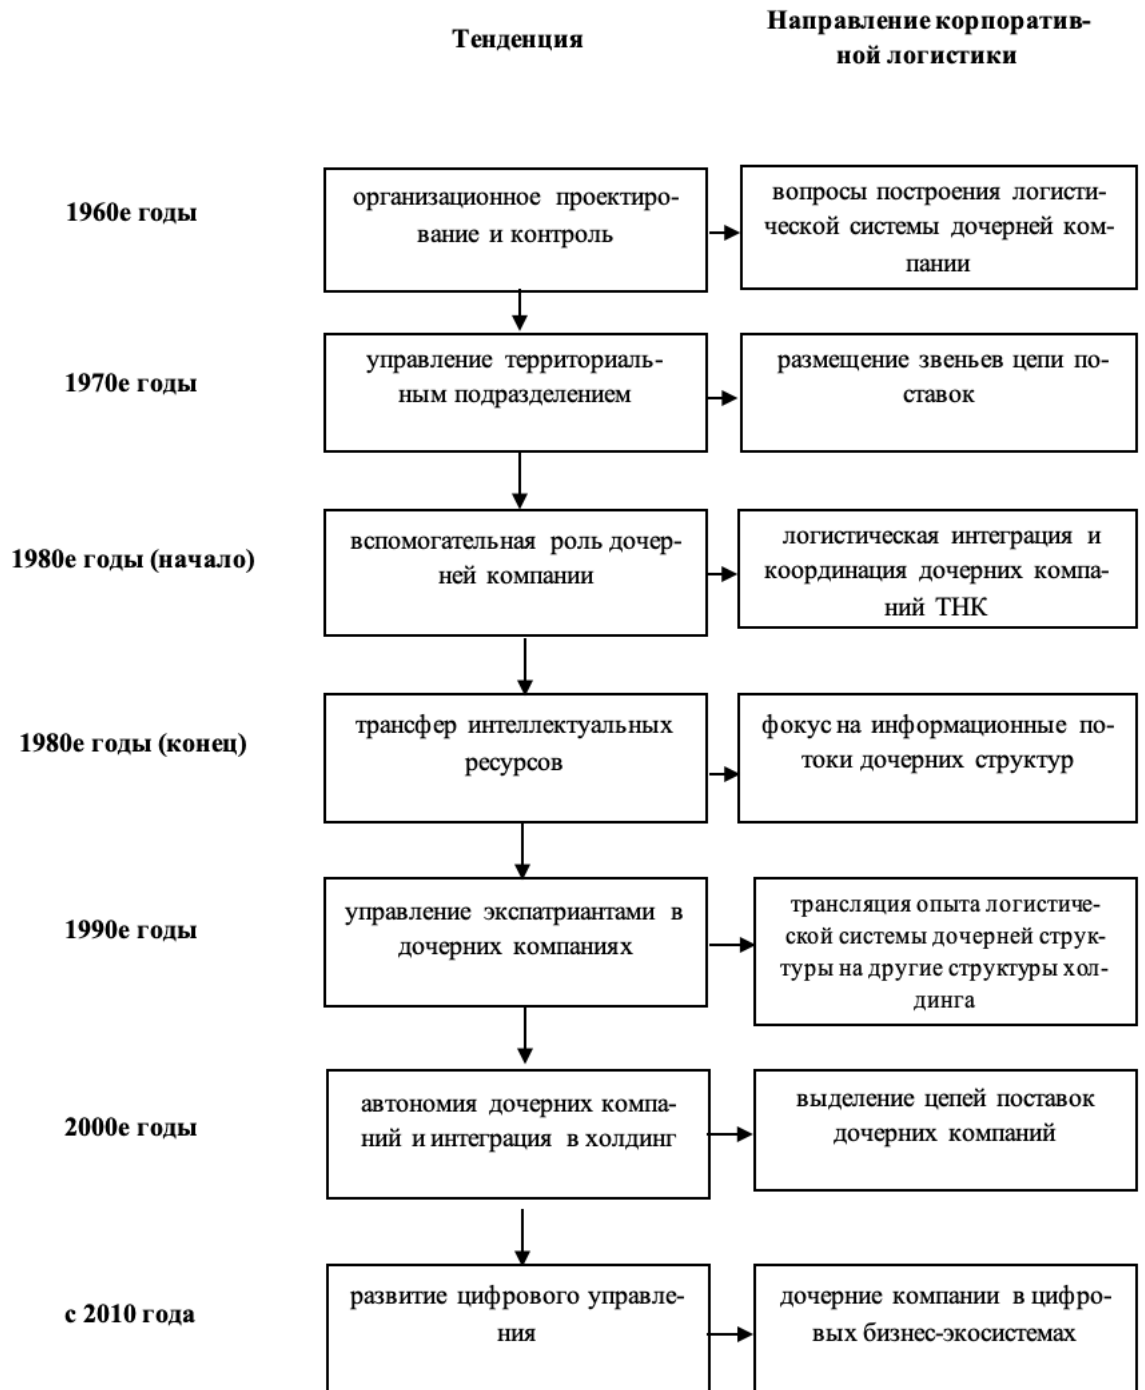 Тенденция
Направление корпоратив-
ной логистики
1960е годы
организационное проектиро-
вание и контроль
вопросы построения логисти-
ческой системы дочерней ком-
пании
1970е годы
управление территориаль-
ным подразделением
размещение звеньев цепи по-
ставок
1980е годы (начало)
вспомогательная роль дочер-
ней компании
логистическая интеграция и
координация дочерних компа-
ний ТНК
1980е годы (конец)
трансфер интеллектуальных
ресурсов
фокус на информационные по-
токи дочерних структур
1990е годы
управление экспатриантами в
дочерних компаниях
трансляция опыта логистиче-
ской системы дочерней струк-
туры на другие структуры хол-
динга
2000е годы
автономия дочерних компа-
ний и интеграция в холдинг
выделение цепей поставок
дочерних компаний
с 2010 года
развитие цифрового управле-
ния
дочерние компании в цифро-
вых бизнес-экосистемах